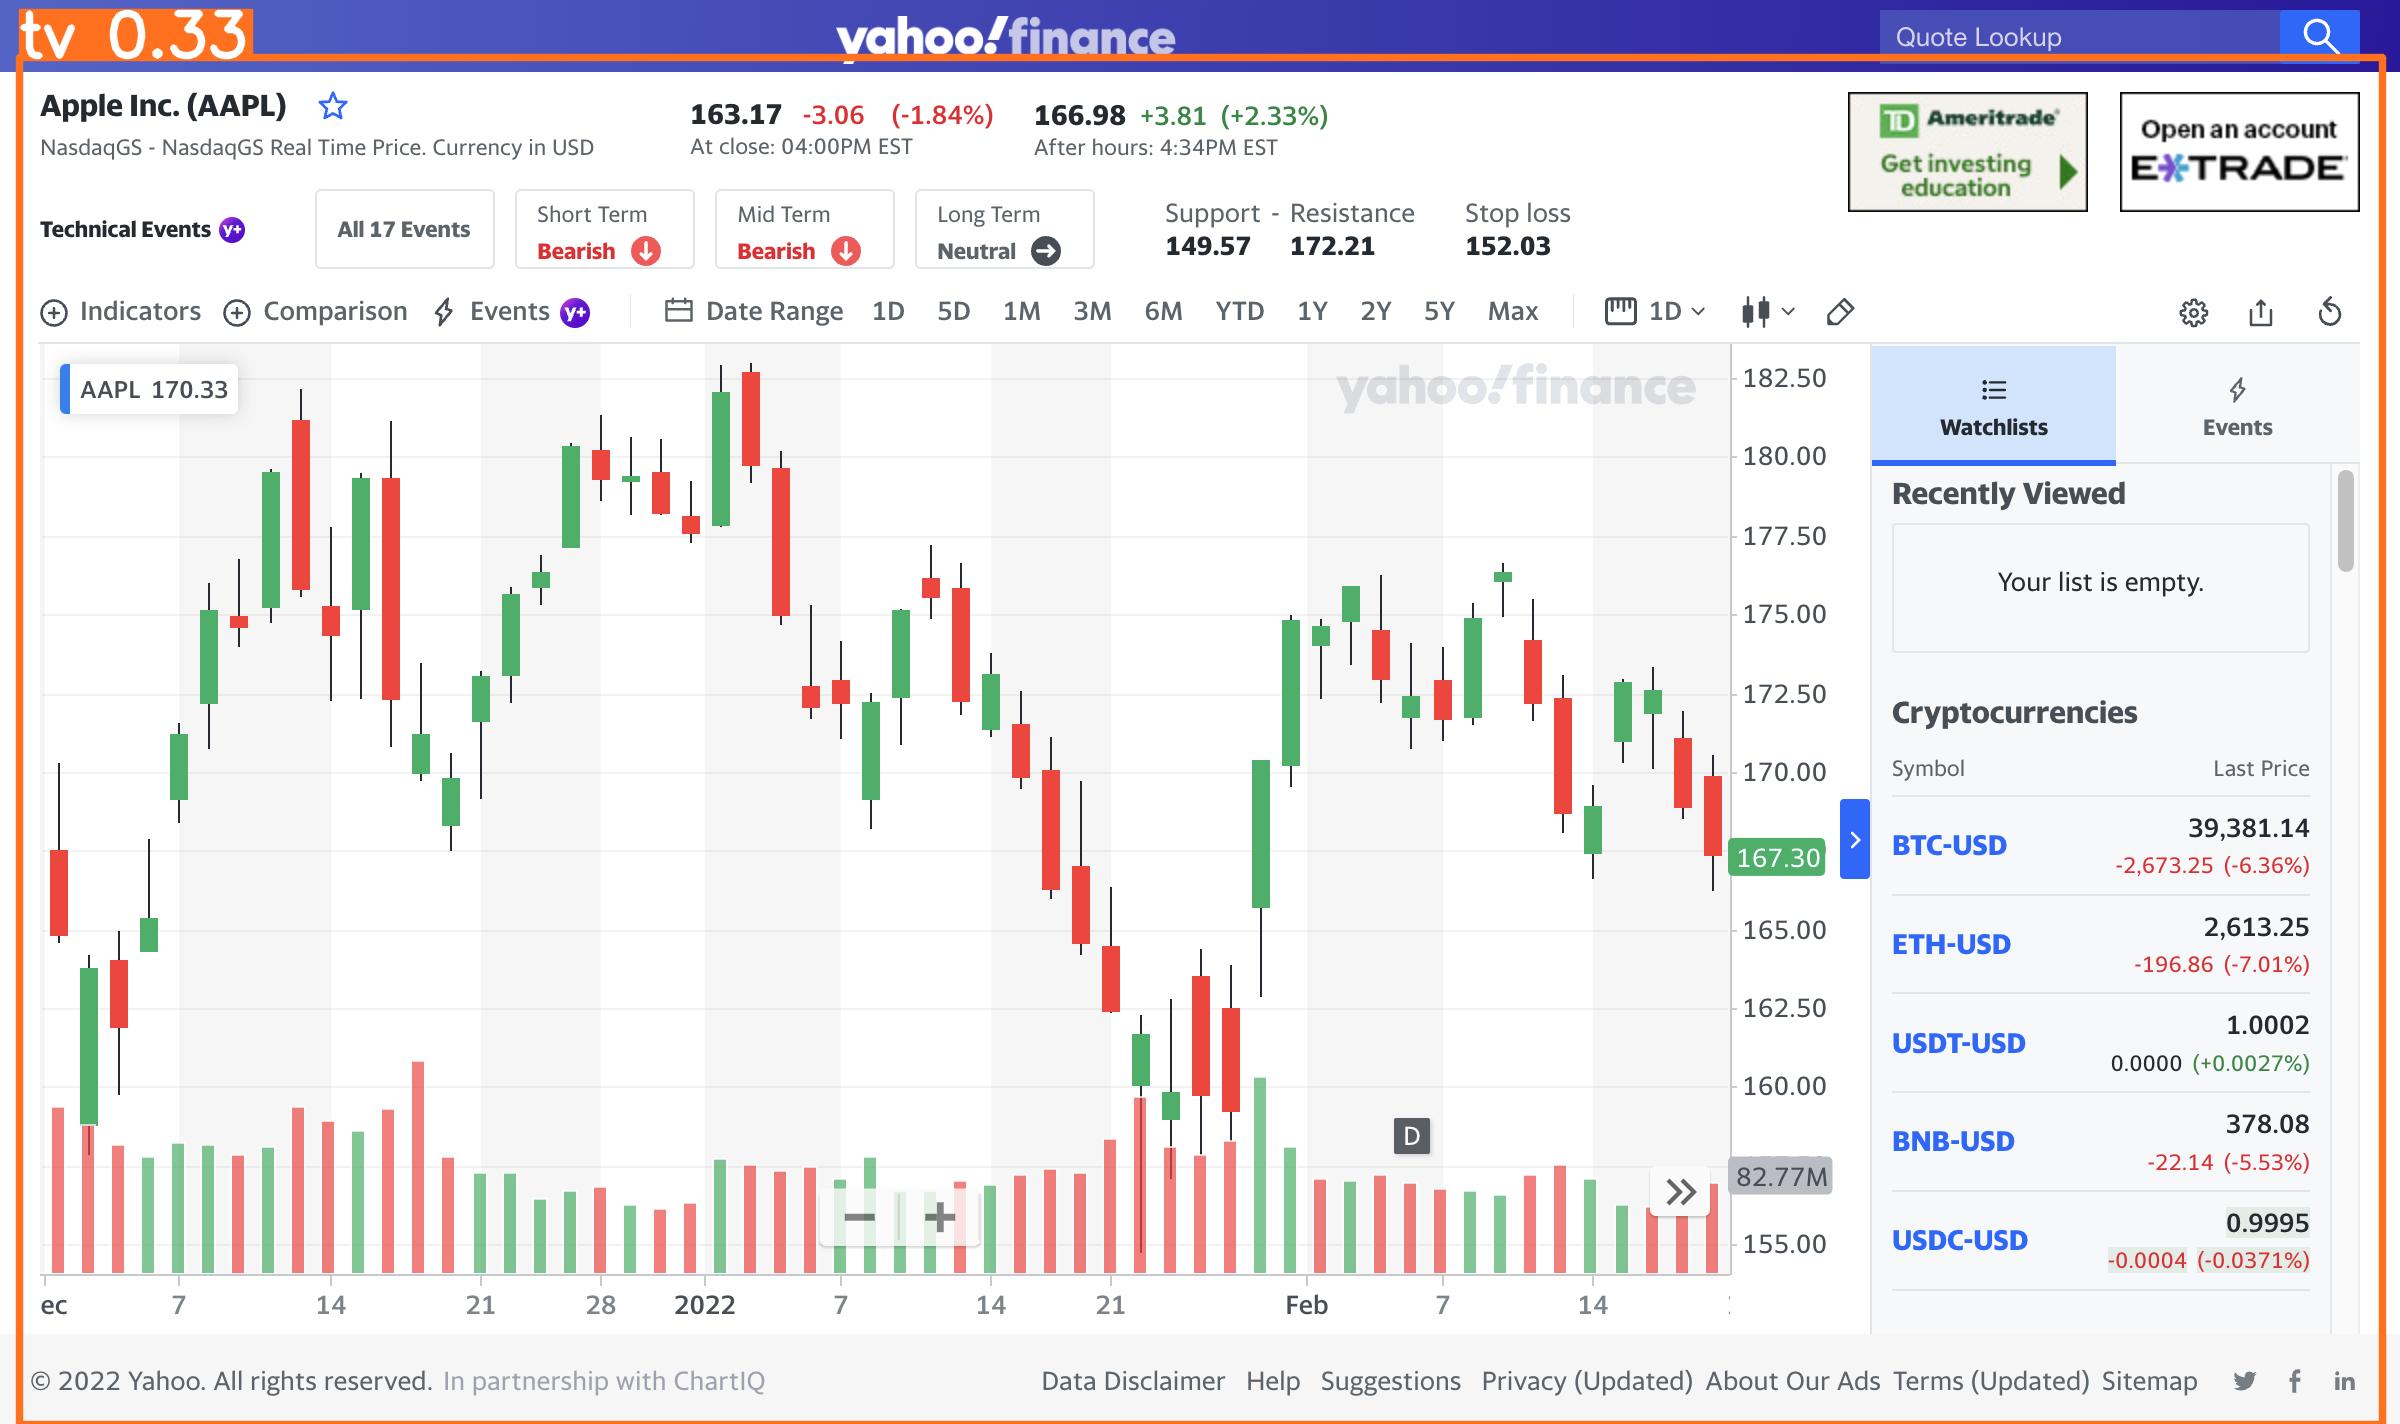 tv 0.33
yahoo!finance
Quote Lookup
Apple Inc. (AAPL)
163.17 -3.06 (-1.84%) 166.98 +3.81 (+2.33%)
NasdaqGS - NasdaqGS Real Time Price. Currency in USD
At close: 04:00PM EST
After hours: 4:34PM EST
TD Ameritrade
Get investing
education
Open an account
E*TRADE
Technical Events y+
All 17 Events
Short Term
Bearish
Mid Term
Bearish
Long Term
Neutral
Support - Resistance
149.57 172.21
Stop loss
152.03
Indicators Comparison Events y+ Date Range 1D 5D 1M 3M 6M YTD 1Y 2Y 5Y Max 1D
AAPL 170.33
yahoo!finance
182.50
180.00
177.50
175.00
172.50
170.00
167.30
165.00
162.50
160.00
D
82.77M
155.00
ec 7 14 21 28 2022 7 14 21 Feb 7 14
Watchlists
Events
Recently Viewed
Your list is empty.
Cryptocurrencies
Symbol Last Price
BTC-USD 39,381.14
-2,673.25 (-6.36%)
ETH-USD 2,613.25
-196.86 (-7.01%)
USDT-USD 1.0002
0.0000 (+0.0027%)
BNB-USD 378.08
-22.14 (-5.53%)
USDC-USD 0.9995
-0.0004 (-0.0371%)
© 2022 Yahoo. All rights reserved. In partnership with ChartIQ
Data Disclaimer Help Suggestions Privacy (Updated) About Our Ads Terms (Updated) Sitemap